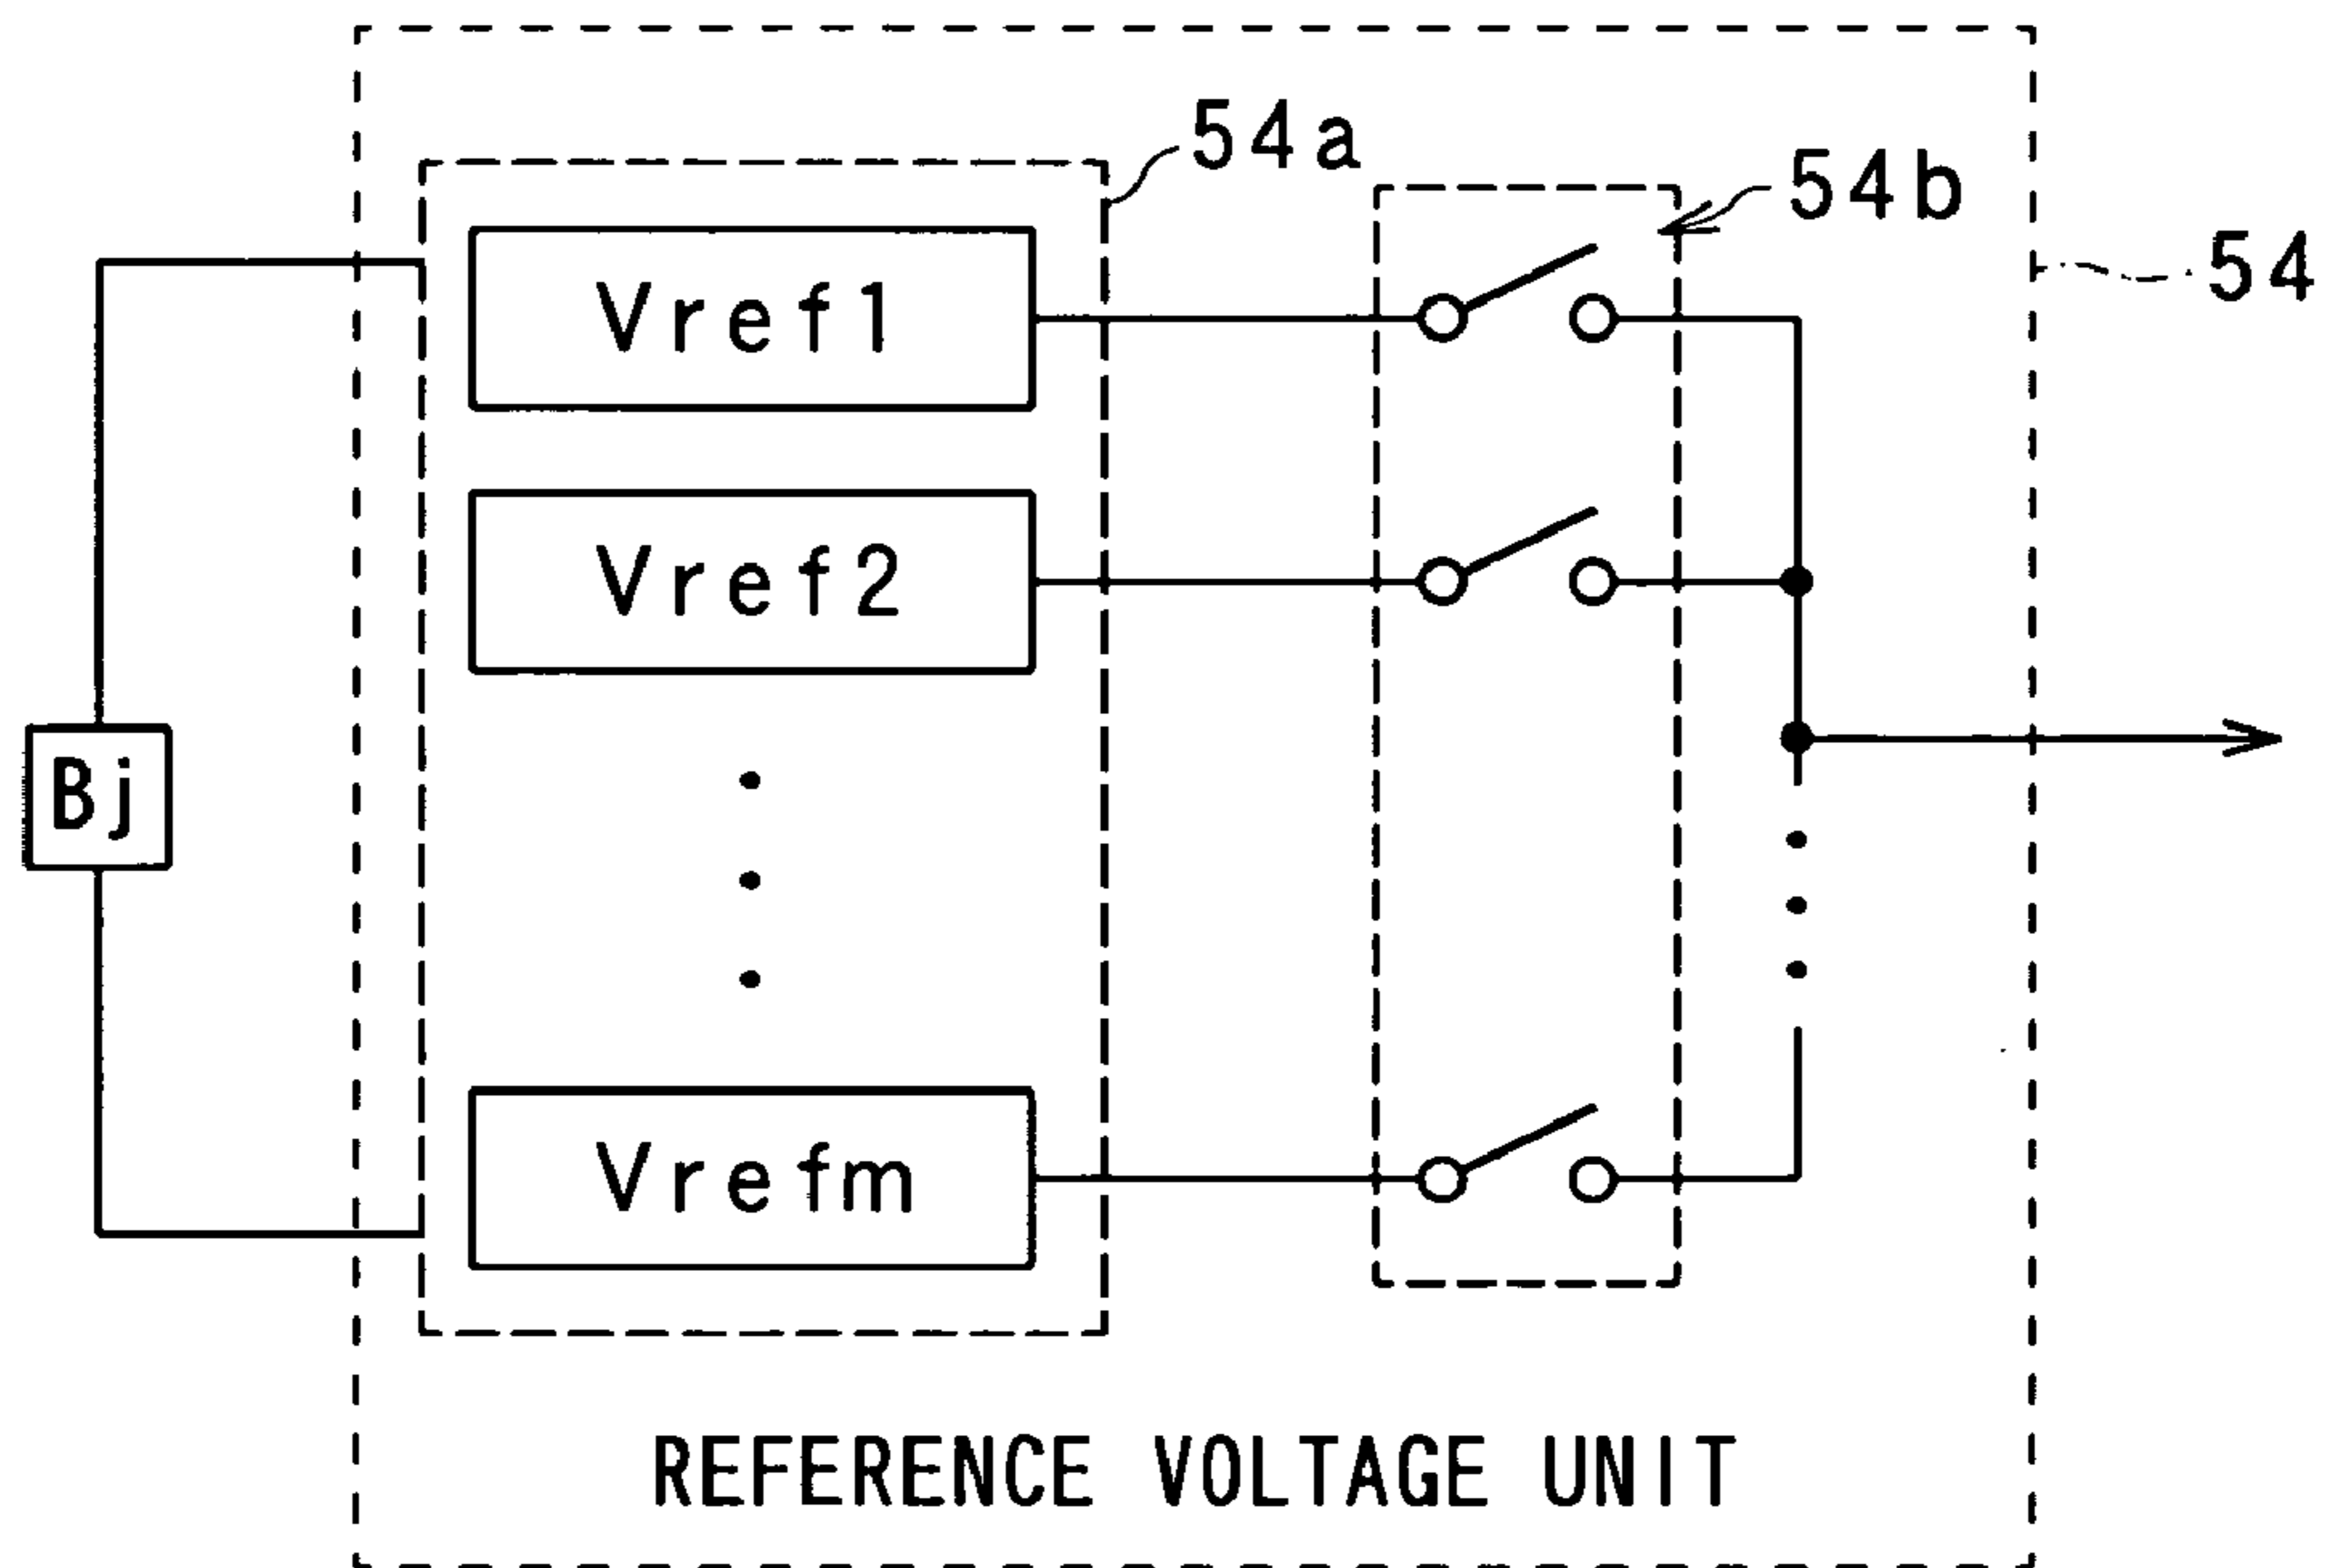 54a
54b
54
Vref1
Vref2
Bj
Vrefm
REFERENCE VOLTAGE UNIT